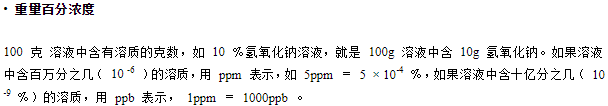 · 重量百分浓度
100 克 溶液中含有溶质的克数，如 10 %氢氧化钠溶液，就是 100g 溶液中含 10g 氢氧化钠。如果溶液
中含百万分之几（ 10⁻⁶ ）的溶质，用 ppm 表示，如 5ppm = 5 ×10⁻⁴ %，如果溶液中含十亿分之几（ 10
⁻⁹ %）的溶质，用 ppb 表示， 1ppm = 1000ppb 。